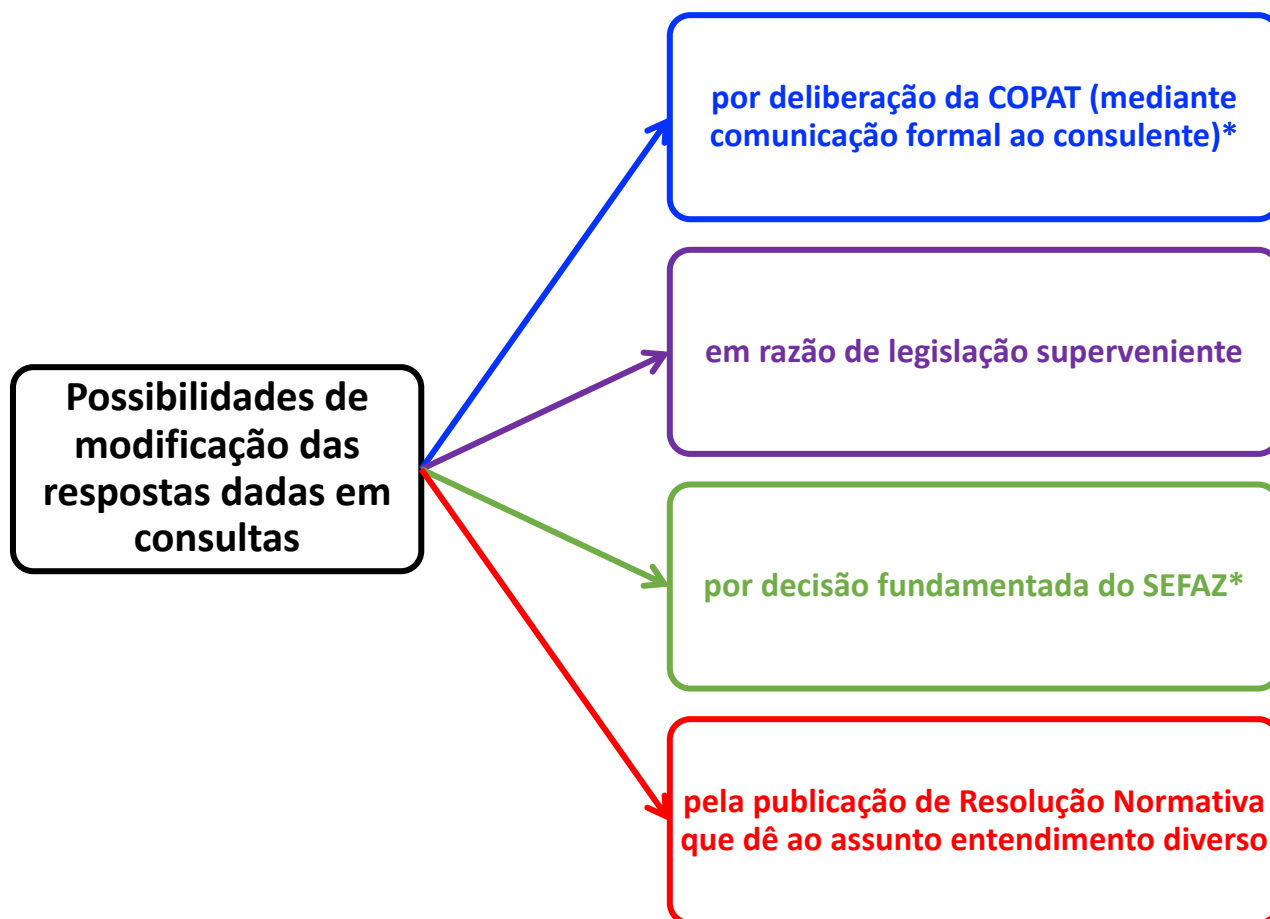 por deliberação da COPAT (mediante
comunicação formal ao consulente)*
em razão de legislação superveniente
Possibilidades de
modificação das
respostas dadas em
consultas
por decisão fundamentada do SEFAZ*
pela publicação de Resolução Normativa
que dê ao assunto entendimento diverso